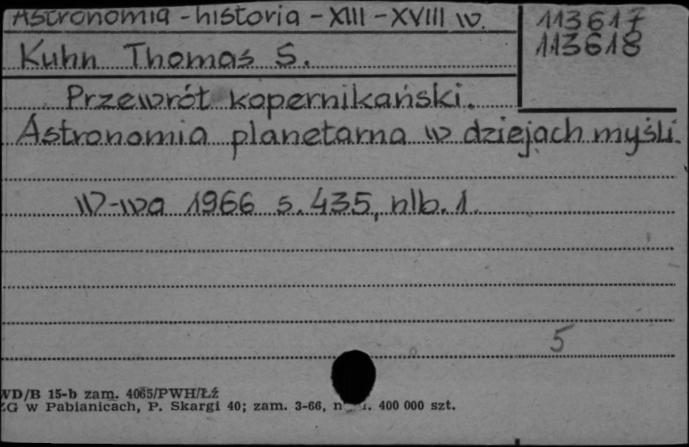 Astronomia - historia - XIII - XVIII w.
113617
113618
Kuhn Thomas S.
Przewrót kopernikański.
Astronomia planetarna w dziejach myśli.
W-wa 1966 s. 435, nlb. 1.
5
WD/B 15-b zam. 4065/PWH/Łź
ZG w Pabianicach, P. Skargi 40; zam. 3-66, n 400 000 szt.